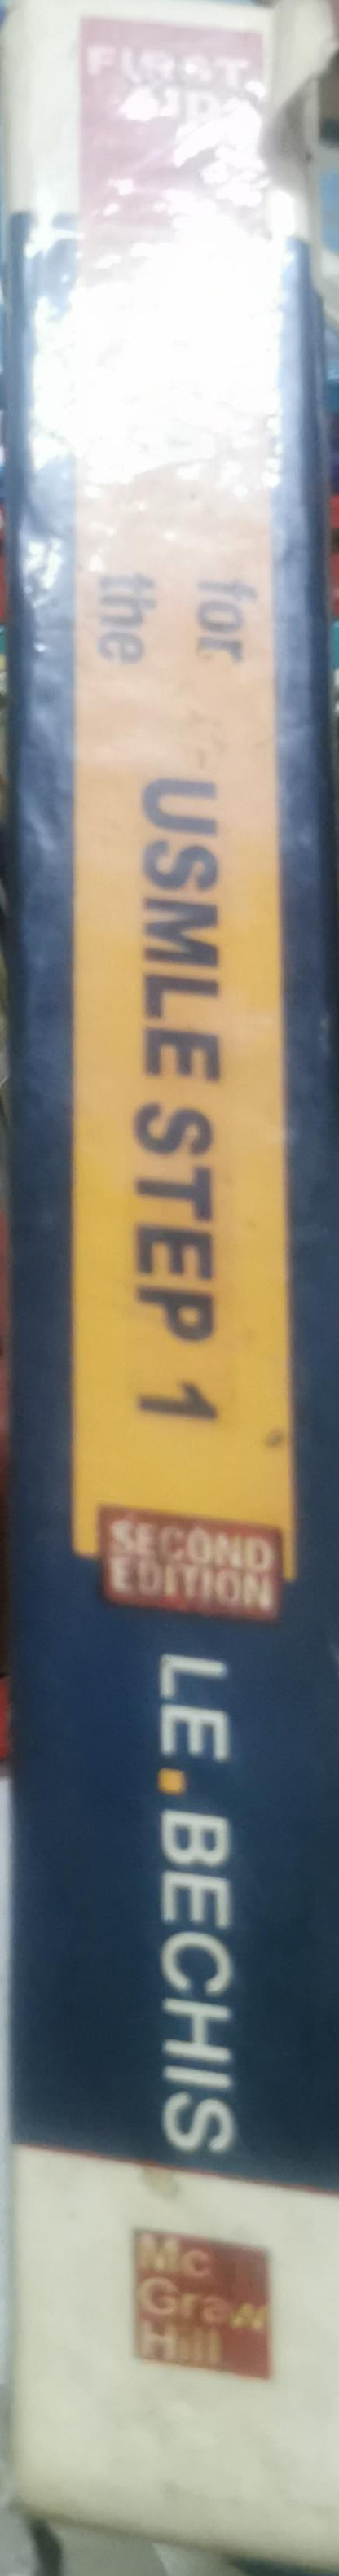 FIRST
AID
for
the
USMLE STEP 1
SECOND
EDITION
LE BECHIS
Mc
Graw
Hill